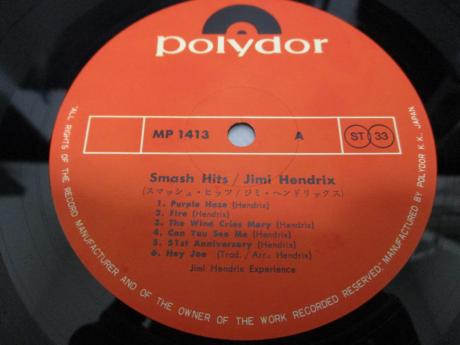 polydor
MP 1413
A
ST 33
Smash Hits / Jimi Hendrix
(スマッシュ・ヒッツ/ジミ・ヘンドリックス)
1. Purple Haze (Hendrix)
2. Fire (Hendrix)
3. The Wind Cries Mary (Hendrix)
4. Can You See Me (Hendrix)
5. 51st Anniversary (Hendrix)
6. Hey Joe (Trad. / Arr.: Hendrix)
Jimi Hendrix Experience
ALL RIGHTS OF THE RECORD MANUFACTURER AND OF THE OWNER OF THE WORK RECORDED RESERVED. MANUFACTURED BY POLYDOR K.K. JAPAN